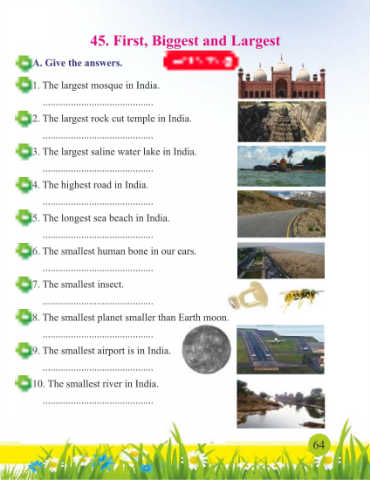 45. First, Biggest and Largest
A. Give the answers.
1. The largest mosque in India.
............................................
2. The largest rock cut temple in India.
............................................
3. The largest saline water lake in India.
............................................
4. The highest road in India.
............................................
5. The longest sea beach in India.
............................................
6. The smallest human bone in our ears.
............................................
7. The smallest insect.
............................................
8. The smallest planet smaller than Earth moon.
............................................
9. The smallest airport is in India.
............................................
10. The smallest river in India.
............................................
64